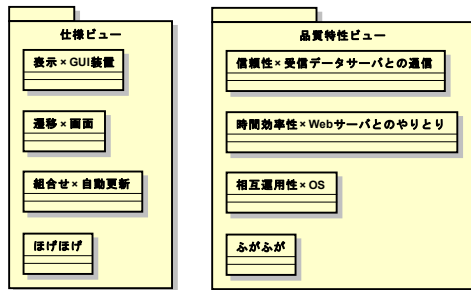 仕様ビュー
表示×GUI装置
遷移×画面
組合せ×自動更新
ほげほげ
品質特性ビュー
信頼性×受信データサーバとの通信
時間効率性×Webサーバとのやりとり
相互運用性×OS
ふがふが